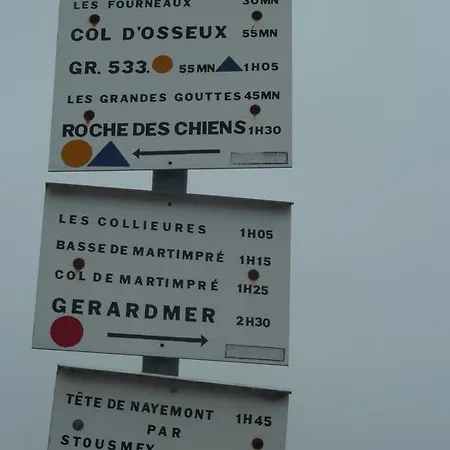 LES FOURNEAUX 30MN
COL D'OSSEUX 55MN
GR. 533. 55MN 1H05
LES GRANDES GOUTTES 45MN
ROCHE DES CHIENS 1H30
LES COLLIEURES 1H05
BASSE DE MARTIMPRÉ 1H15
COL DE MARTIMPRÉ 1H25
GERARDMER 2H30
TÊTE DE NAYEMONT 1H45
PAR
STOUSMEY